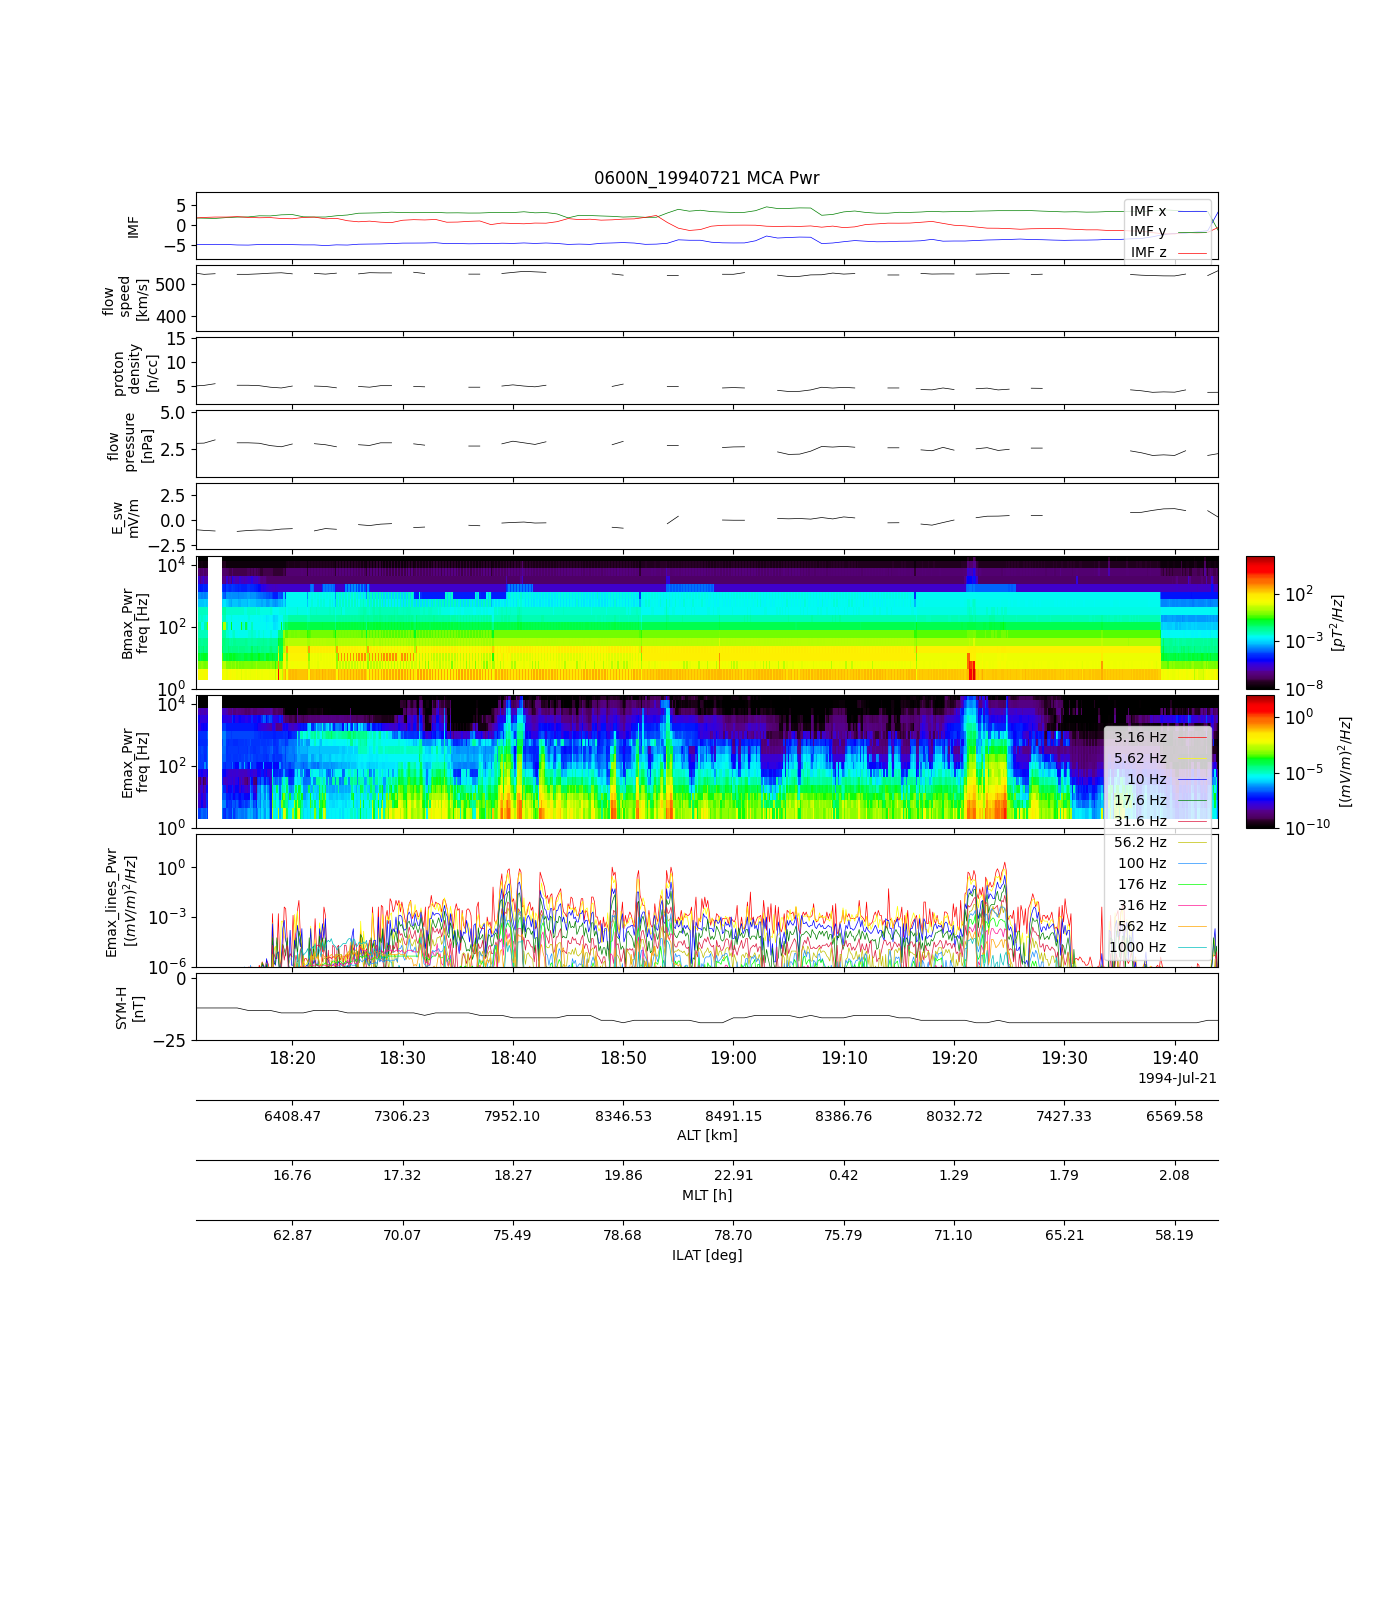 0600N_19940721 MCA Pwr
IMF
5
0
−5
IMF x
IMF y
IMF z
flow
speed
[km/s]
500
400
proton
density
[n/cc]
15
10
5
flow
pressure
[nPa]
5.0
2.5
E_sw
mV/m
2.5
0.0
−2.5
Bmax_Pwr
freq [Hz]
10^4
10^2
10^0
10^2
10^−3
10^−8
[pT^2/Hz]
Emax_Pwr
freq [Hz]
10^4
10^2
10^0
10^0
10^−5
10^−10
[(mV/m)^2/Hz]
3.16 Hz
5.62 Hz
10 Hz
17.6 Hz
31.6 Hz
56.2 Hz
100 Hz
176 Hz
316 Hz
562 Hz
1000 Hz
Emax_lines_Pwr
[(mV/m)^2/Hz]
10^0
10^−3
10^−6
SYM-H
[nT]
0
−25
18:20 18:30 18:40 18:50 19:00 19:10 19:20 19:30 19:40
1994-Jul-21
6408.47 7306.23 7952.10 8346.53 8491.15 8386.76 8032.72 7427.33 6569.58
ALT [km]
16.76 17.32 18.27 19.86 22.91 0.42 1.29 1.79 2.08
MLT [h]
62.87 70.07 75.49 78.68 78.70 75.79 71.10 65.21 58.19
ILAT [deg]